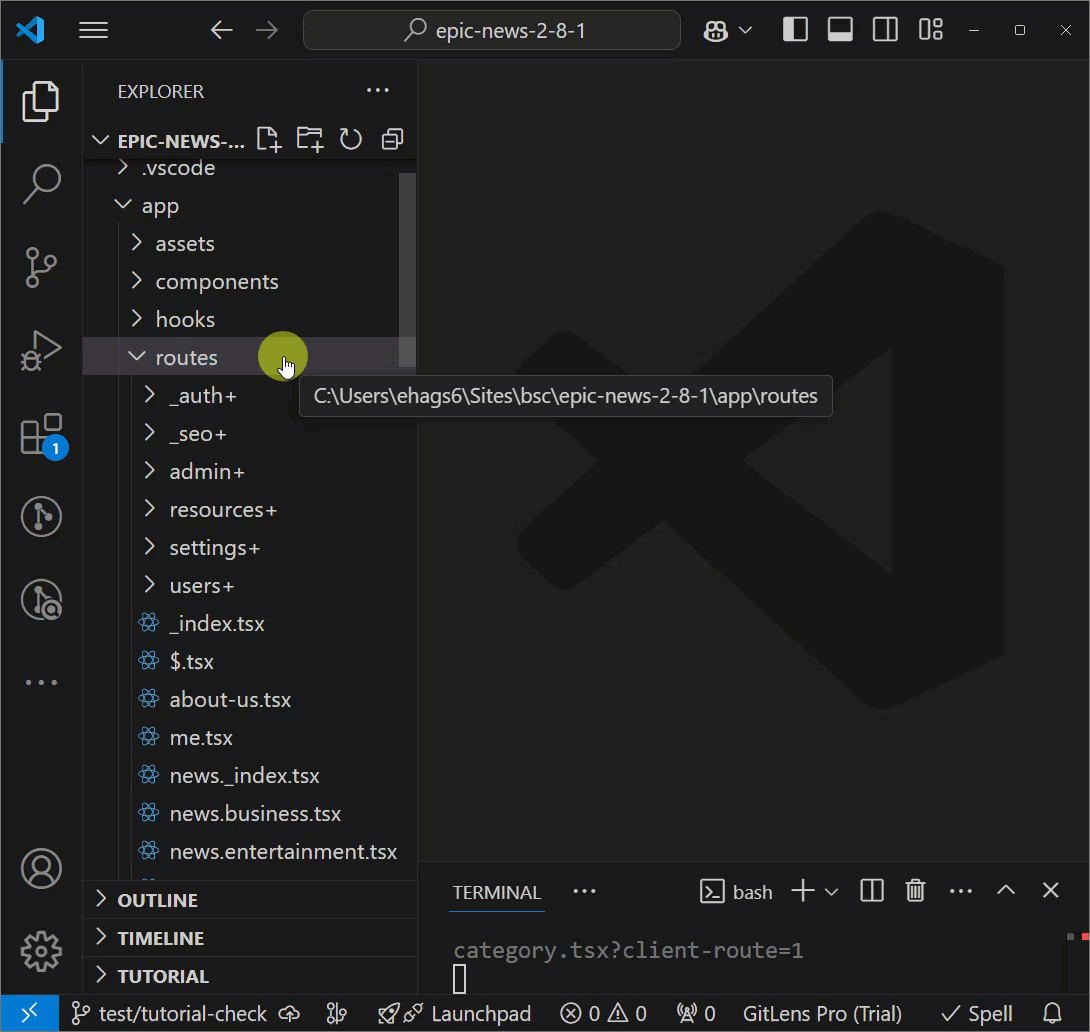 epic-news-2-8-1
EXPLORER
EPIC-NEWS-...
.vscode
app
assets
components
hooks
routes
C:\Users\ehags6\Sites\bsc\epic-news-2-8-1\app\routes
_auth+
_seo+
admin+
resources+
settings+
users+
_index.tsx
$.tsx
about-us.tsx
me.tsx
news._index.tsx
news.business.tsx
news.entertainment.tsx
OUTLINE
TIMELINE
TUTORIAL
1
TERMINAL
bash
category.tsx?client-route=1
test/tutorial-check Launchpad 0 0 0 GitLens Pro (Trial) Spell